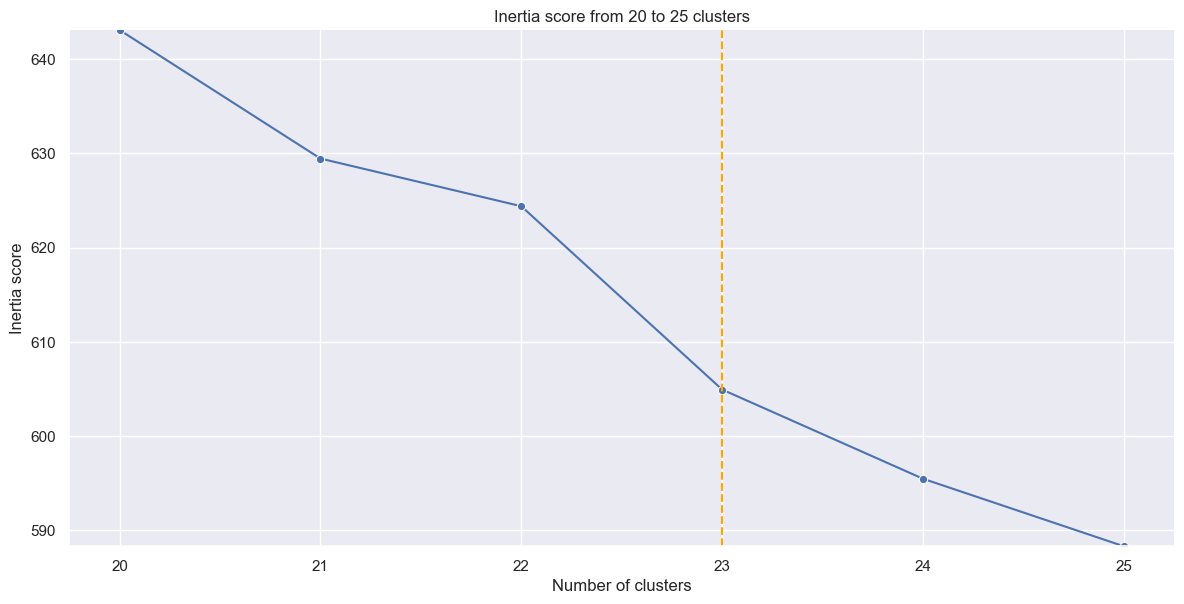 Inertia score from 20 to 25 clusters
640
630
620
610
600
590
Inertia score
20 21 22 23 24 25
Number of clusters